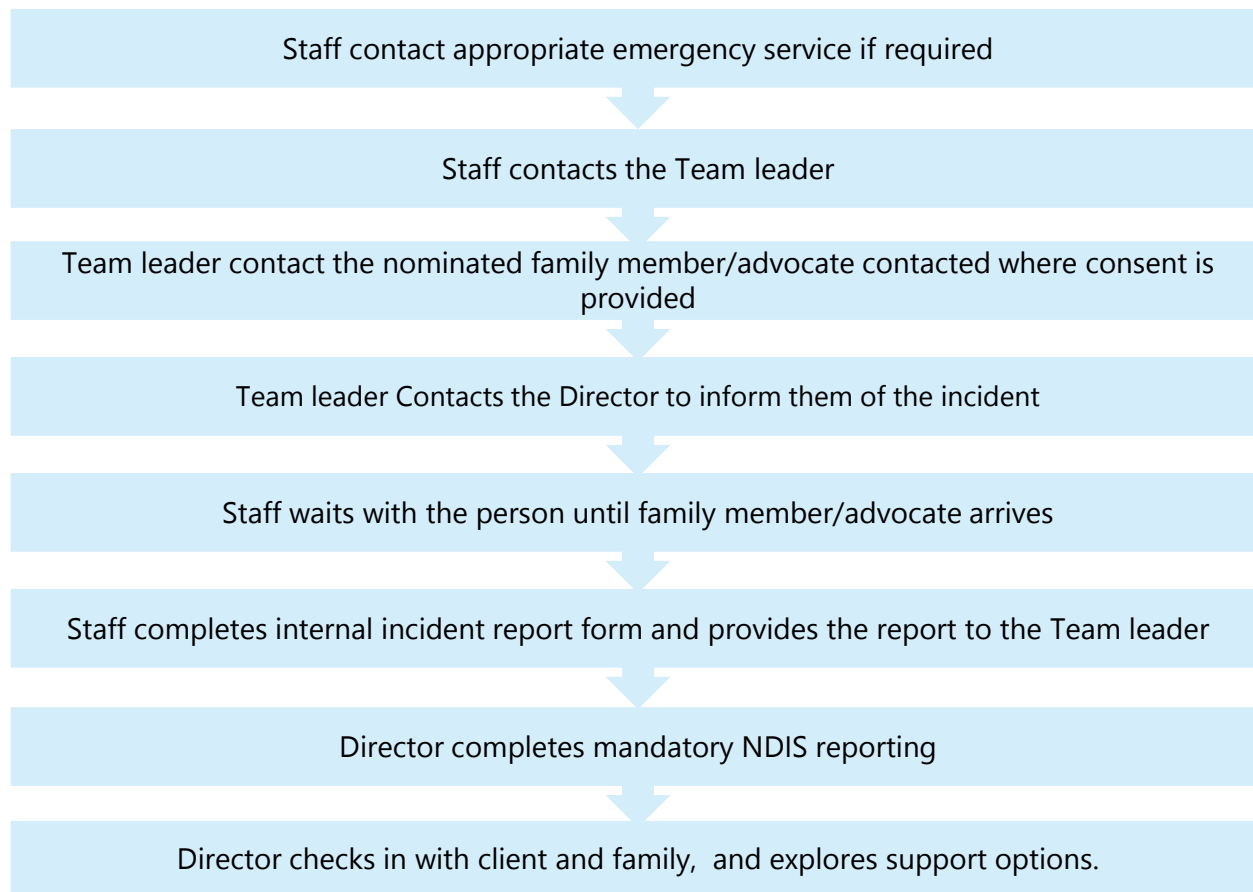 Staff contact appropriate emergency service if required
Staff contacts the Team leader
Team leader contact the nominated family member/advocate contacted where consent is
provided
Team leader Contacts the Director to inform them of the incident
Staff waits with the person until family member/advocate arrives
Staff completes internal incident report form and provides the report to the Team leader
Director completes mandatory NDIS reporting
Director checks in with client and family,  and explores support options.